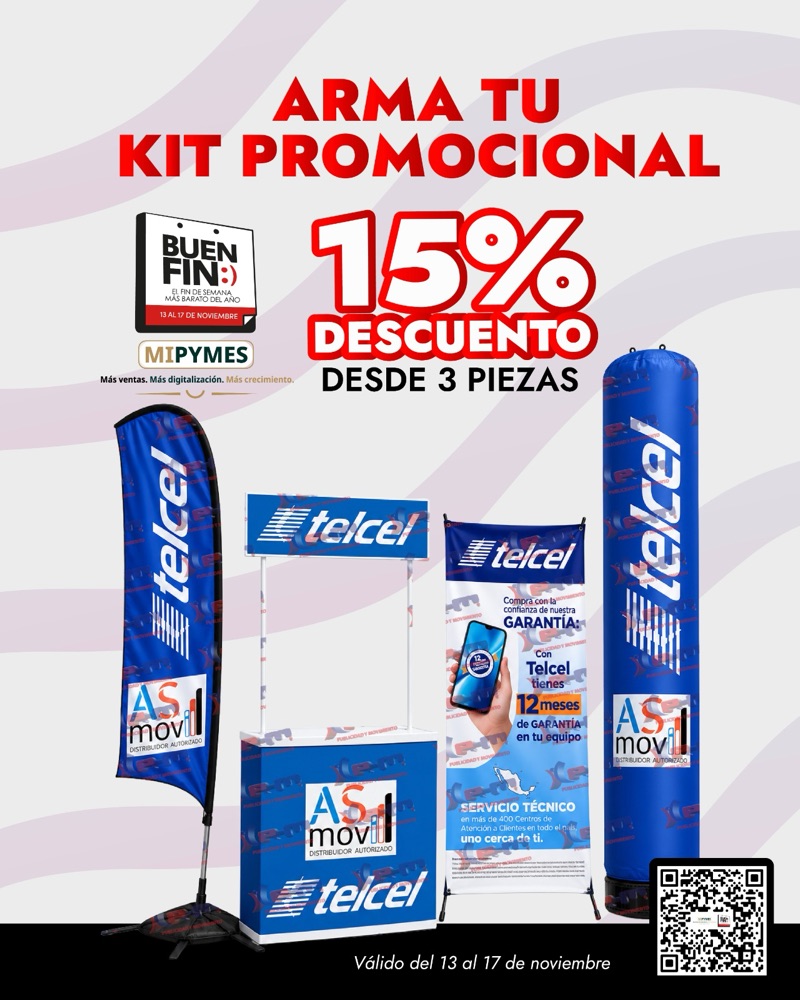 ARMA TU
KIT PROMOCIONAL
BUEN
FIN:)
EL FIN DE SEMANA
MÁS BARATO DEL AÑO
13 AL 17 DE NOVIEMBRE
MIPYMES
Más ventas. Más digitalización. Más crecimiento.
15%
DESCUENTO
DESDE 3 PIEZAS
telcel
AS
movil
DISTRIBUIDOR AUTORIZADO
telcel
AS
movil
DISTRIBUIDOR AUTORIZADO
telcel
telcel
Compra con la
confianza de nuestra
GARANTÍA:
Con
Telcel
tienes
12 meses
de GARANTÍA
en tu equipo
SERVICIO TÉCNICO
en más de 400 Centros de
Atención a Clientes en todo el país,
uno cerca de ti.
telcel
AS
movil
DISTRIBUIDOR AUTORIZADO
Válido del 13 al 17 de noviembre